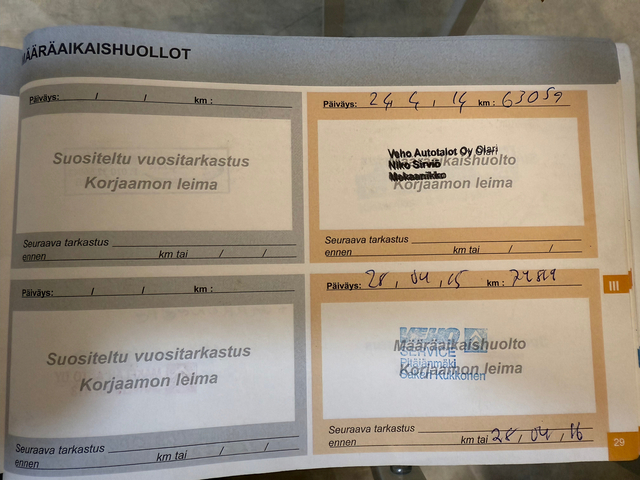 MÄÄRÄAIKAISHUOLLOT
Päiväys: / / km :
Suositeltu vuositarkastus
Korjaamon leima
Seuraava tarkastus
ennen km tai / /
Päiväys: 24, 4, 14 km : 63059
Määräaikaishuolto
Korjaamon leima
Veho Autotalot Oy Olari
Niko Sirviö
Mekaanikko
Seuraava tarkastus
ennen km tai / /
Päiväys: / / km :
Suositeltu vuositarkastus
Korjaamon leima
Seuraava tarkastus
ennen km tai / /
Päiväys: 28, 04, 15 km :
Määräaikaishuolto
Korjaamon leima
VEHO
SERVICE
Pitäjänmäki
Kukkonen
Seuraava tarkastus
ennen km tai 28, 04, 16
III
29